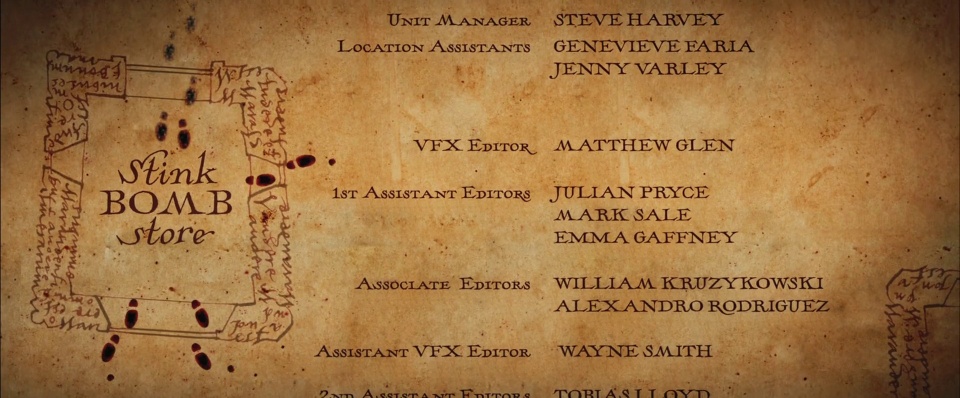 Unit Manager STEVE HARVEY
Location Assistants GENEVIEVE FARIA
JENNY VARLEY
VFX Editor MATTHEW GLEN
Stink
BOMB
Store
1st Assistant Editors JULIAN PRYCE
MARK SALE
EMMA GAFFNEY
Associate Editors WILLIAM KRUZYKOWSKI
ALEXANDRO RODRIGUEZ
Assistant VFX Editor WAYNE SMITH
2nd Assistant Editors TOBIAS LLOYD